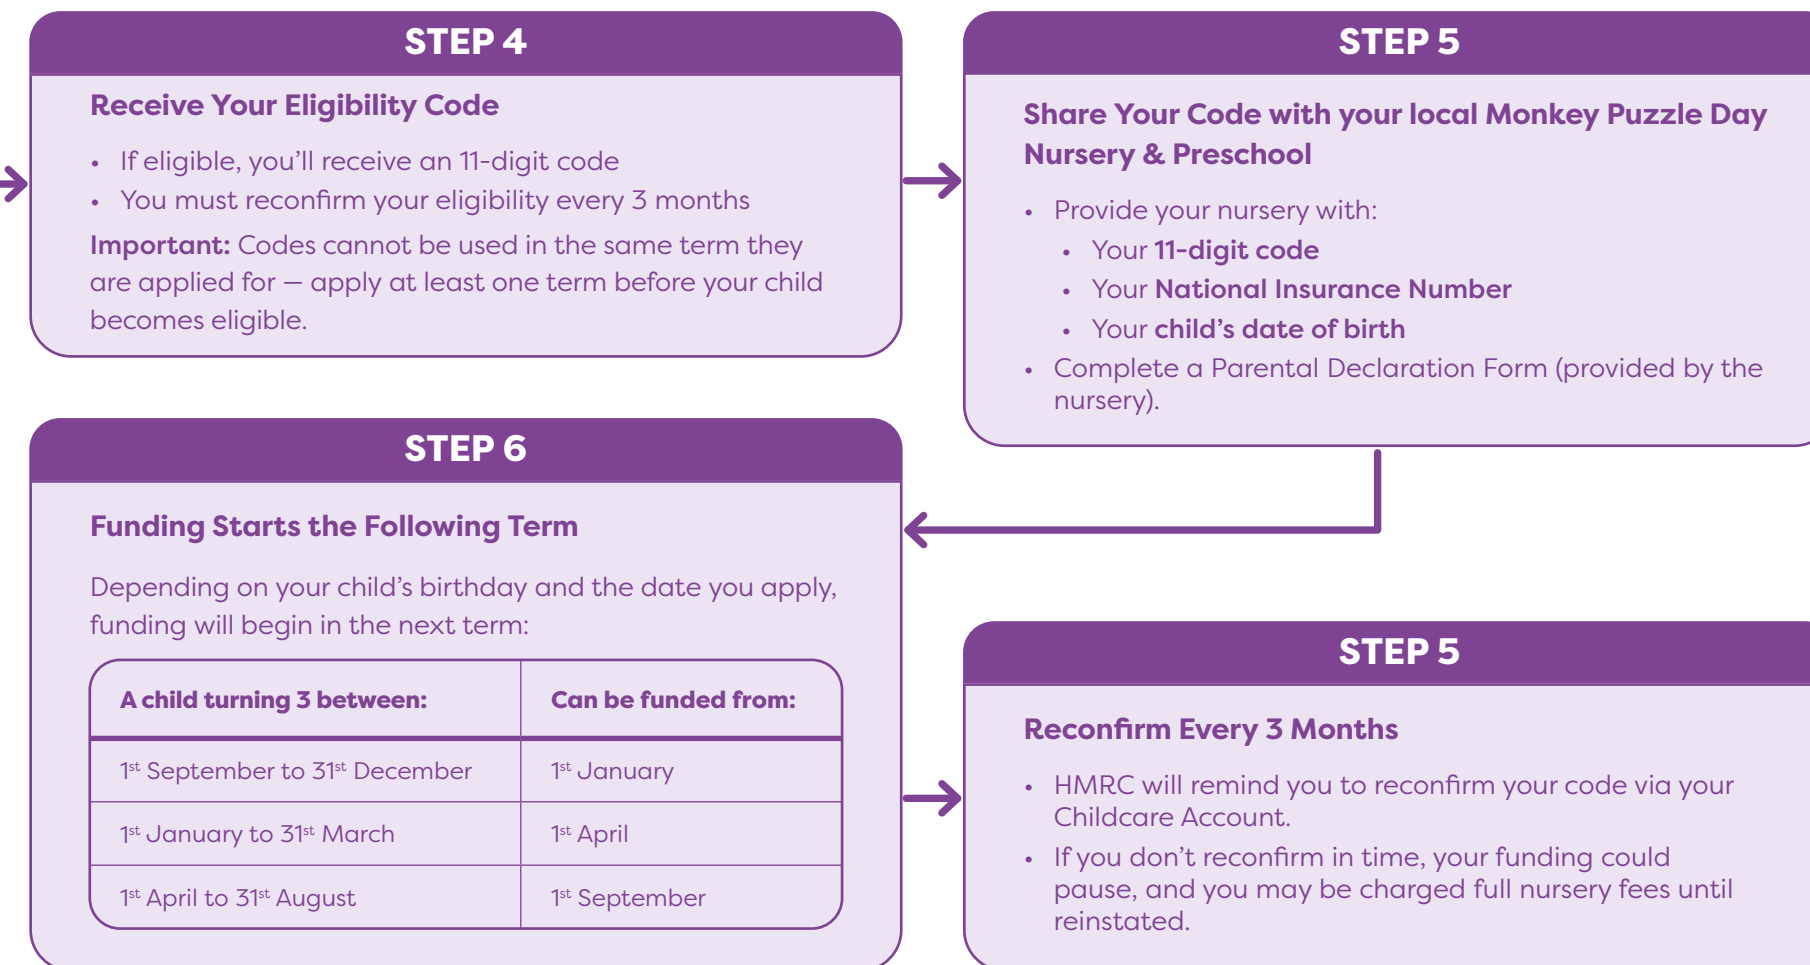 STEP 4
Receive Your Eligibility Code
• If eligible, you’ll receive an 11-digit code
• You must reconfirm your eligibility every 3 months
Important: Codes cannot be used in the same term they
are applied for — apply at least one term before your child
becomes eligible.
STEP 5
Share Your Code with your local Monkey Puzzle Day
Nursery & Preschool
• Provide your nursery with:
• Your 11-digit code
• Your National Insurance Number
• Your child’s date of birth
• Complete a Parental Declaration Form (provided by the
nursery).
STEP 6
Funding Starts the Following Term
Depending on your child’s birthday and the date you apply,
funding will begin in the next term:
A child turning 3 between: Can be funded from:
1st September to 31st December 1st January
1st January to 31st March 1st April
1st April to 31st August 1st September
STEP 5
Reconfirm Every 3 Months
• HMRC will remind you to reconfirm your code via your
Childcare Account.
• If you don’t reconfirm in time, your funding could
pause, and you may be charged full nursery fees until
reinstated.